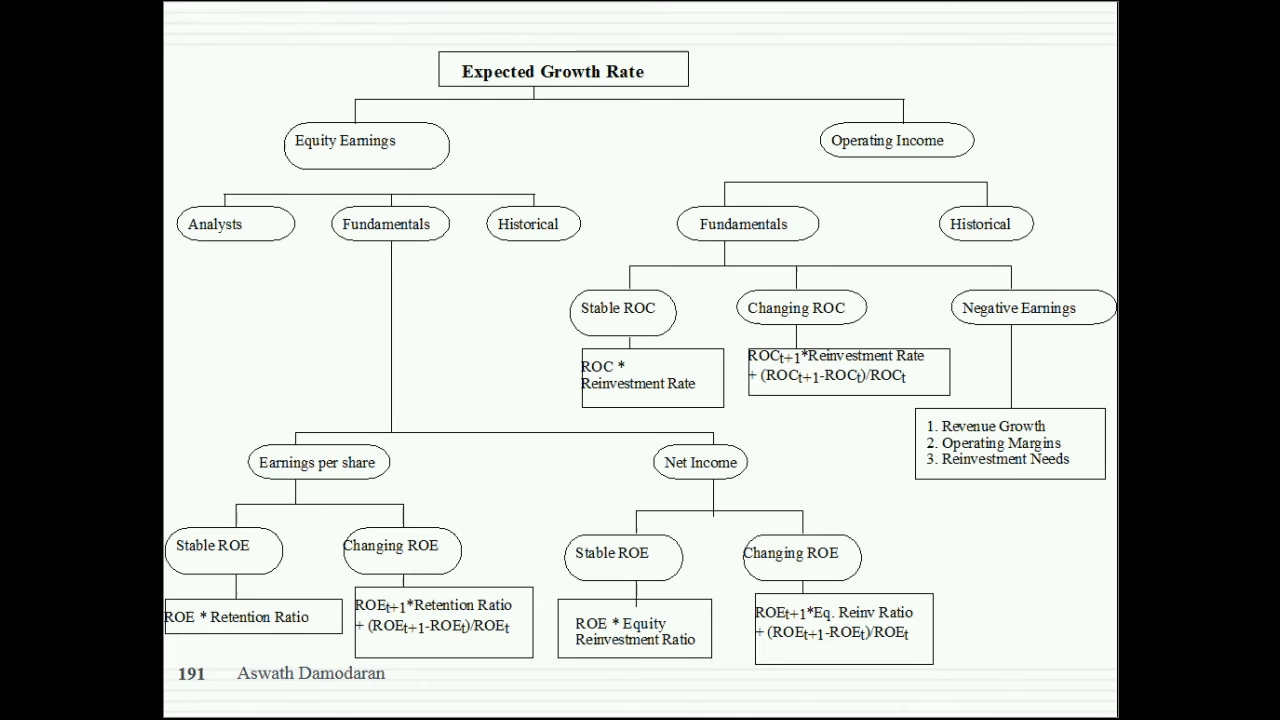 Expected Growth Rate
Equity Earnings
Operating Income
Analysts
Fundamentals
Historical
Fundamentals
Historical
Stable ROC
Changing ROC
Negative Earnings
ROC *
Reinvestment Rate
ROCt+1*Reinvestment Rate
+ (ROCt+1-ROCt)/ROCt
1. Revenue Growth
2. Operating Margins
3. Reinvestment Needs
Earnings per share
Net Income
Stable ROE
Changing ROE
Stable ROE
Changing ROE
ROE * Retention Ratio
ROEt+1*Retention Ratio
+ (ROEt+1-ROEt)/ROEt
ROE * Equity
Reinvestment Ratio
ROEt+1*Eq. Reinv Ratio
+ (ROEt+1-ROEt)/ROEt
191 Aswath Damodaran